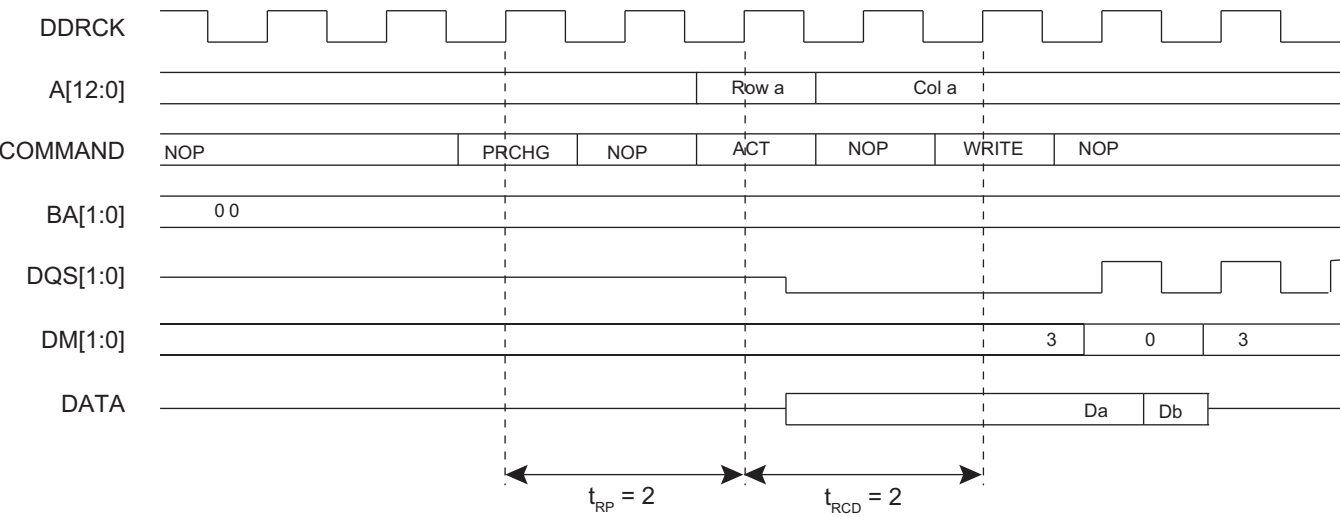 DDRCK
A[12:0] Row a Col a
COMMAND NOP PRCHG NOP ACT NOP WRITE NOP
BA[1:0] 0 0
DQS[1:0]
DM[1:0] 3 0 3
DATA Da Db
tRP = 2 tRCD = 2